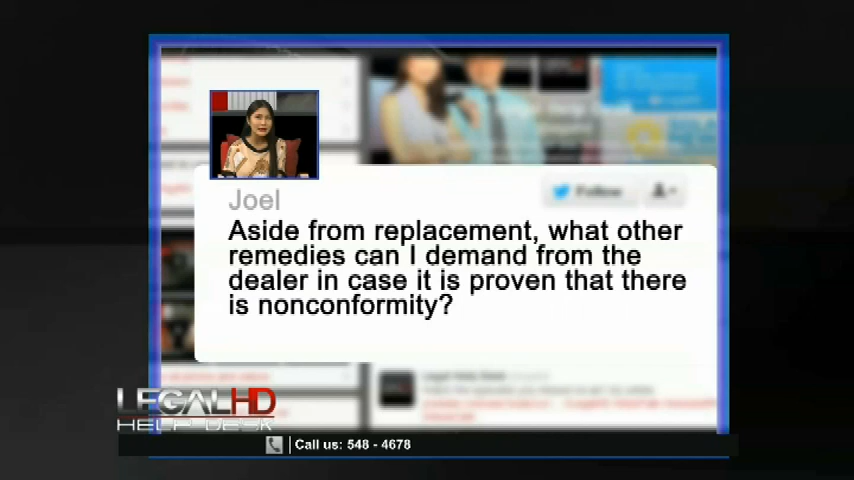 Joel
Follow
Aside from replacement, what other
remedies can I demand from the
dealer in case it is proven that there
is nonconformity?
LEGALHD
HELP DESK
Call us: 548 - 4678